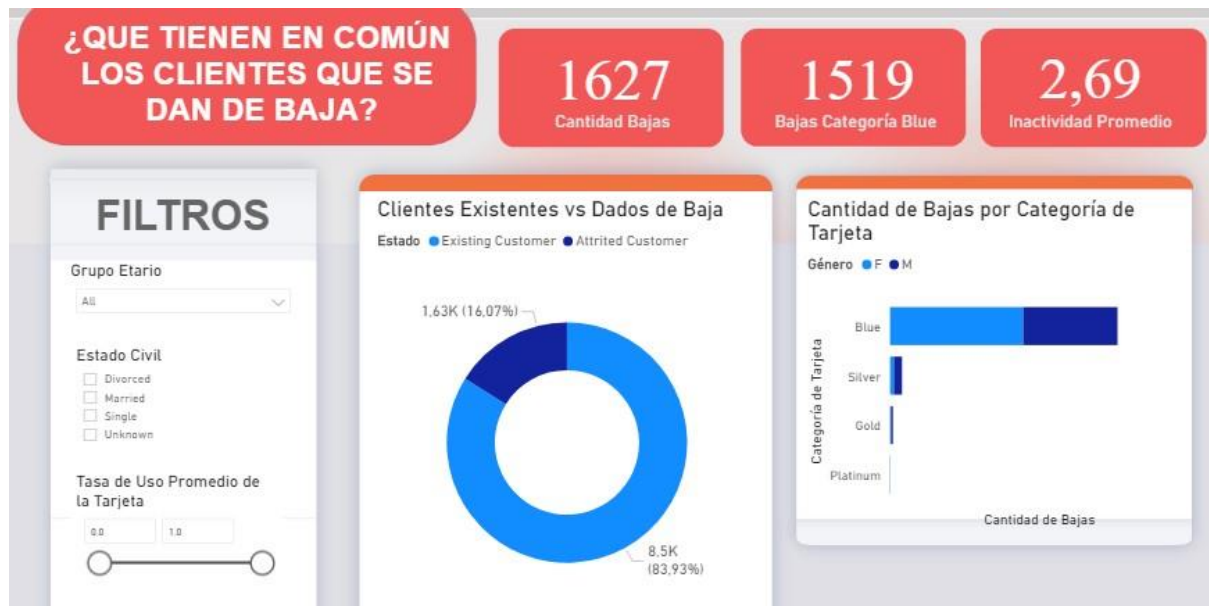 ¿QUE TIENEN EN COMÚN
LOS CLIENTES QUE SE
DAN DE BAJA?
1627
Cantidad Bajas
1519
Bajas Categoría Blue
2,69
Inactividad Promedio
FILTROS
Grupo Etario
All
Estado Civil
Divorced
Married
Single
Unknown
Tasa de Uso Promedio de
la Tarjeta
0.0 1.0
Clientes Existentes vs Dados de Baja
Estado Existing Customer Attrited Customer
1,63K (16,07%)
8,5K
(83,93%)
Cantidad de Bajas por Categoría de
Tarjeta
Género F M
Categoría de Tarjeta
Blue
Silver
Gold
Platinum
Cantidad de Bajas